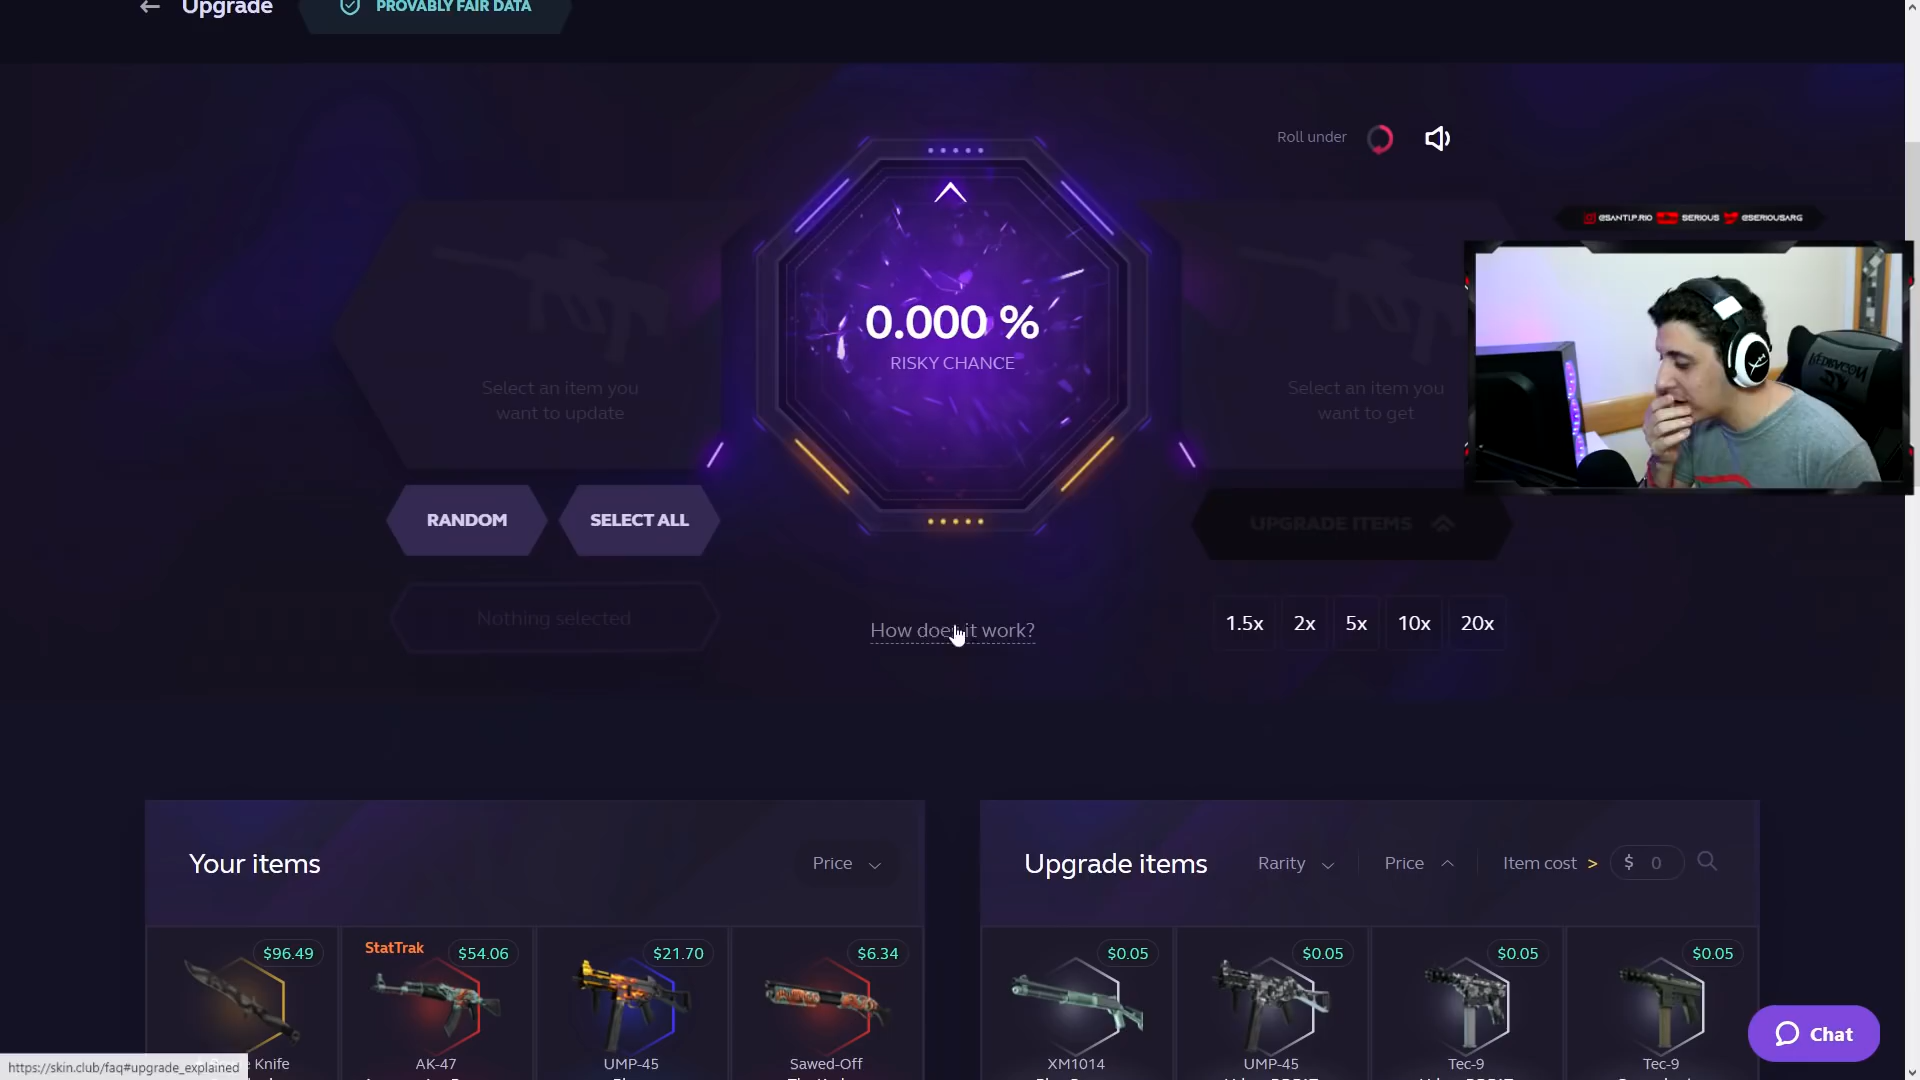 Upgrade
PROVABLY FAIR DATA
Roll under
@SANTI.P.RIO SERIOUS @SERIOUSARG
0.000 %
RISKY CHANCE
Select an item you
want to update
Select an item you
want to get
RANDOM
SELECT ALL
UPGRADE ITEMS
Nothing selected
How does it work?
1.5x 2x 5x 10x 20x
Your items
Price
Upgrade items
Rarity
Price
Item cost > $ 0
$96.49
StatTrak $54.06
$21.70
$6.34
$0.05
$0.05
$0.05
$0.05
Knife
AK-47
UMP-45
Sawed-Off
XM1014
UMP-45
Tec-9
Tec-9
Chat
https://skin.club/faq#upgrade_explained